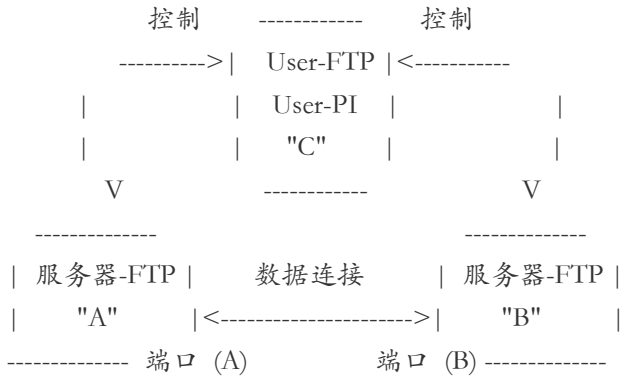 控制 ------------ 控制
---------->| User-FTP |<-----------
| | User-PI | |
| | "C" | |
V ------------ V
-------------- --------------
| 服务器-FTP | 数据连接 | 服务器-FTP |
| "A" |<---------------------->| "B" |
-------------- 端口 (A) 端口 (B) --------------